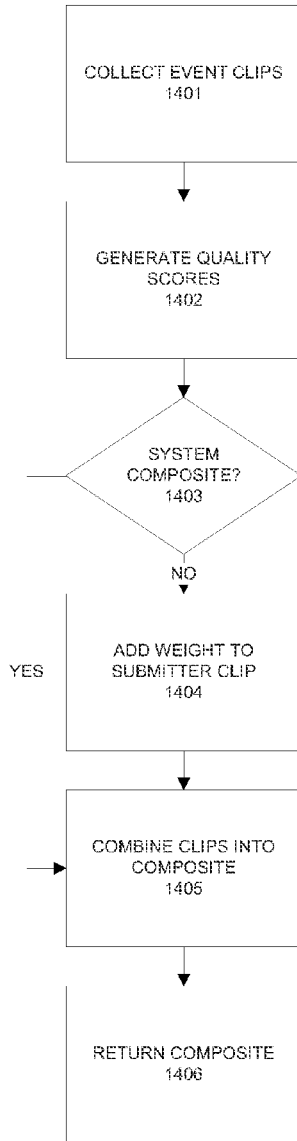 COLLECT EVENT CLIPS
1401
GENERATE QUALITY
SCORES
1402
SYSTEM
COMPOSITE?
1403
NO
YES
ADD WEIGHT TO
SUBMITTER CLIP
1404
COMBINE CLIPS INTO
COMPOSITE
1405
RETURN COMPOSITE
1406